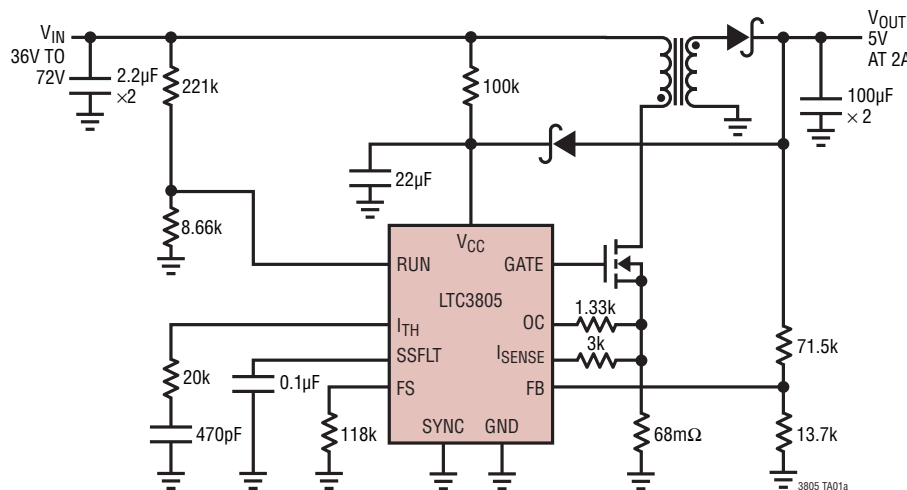 VIN
36V TO
72V
2.2µF
×2
221k
8.66k
100k
22µF
VOUT
5V
AT 2A
100µF
× 2
VCC
RUN
GATE
LTC3805
ITH
OC
1.33k
SSFLT
ISENSE
3k
FS
FB
SYNC
GND
20k
470pF
0.1µF
118k
68mΩ
71.5k
13.7k
3805 TA01a